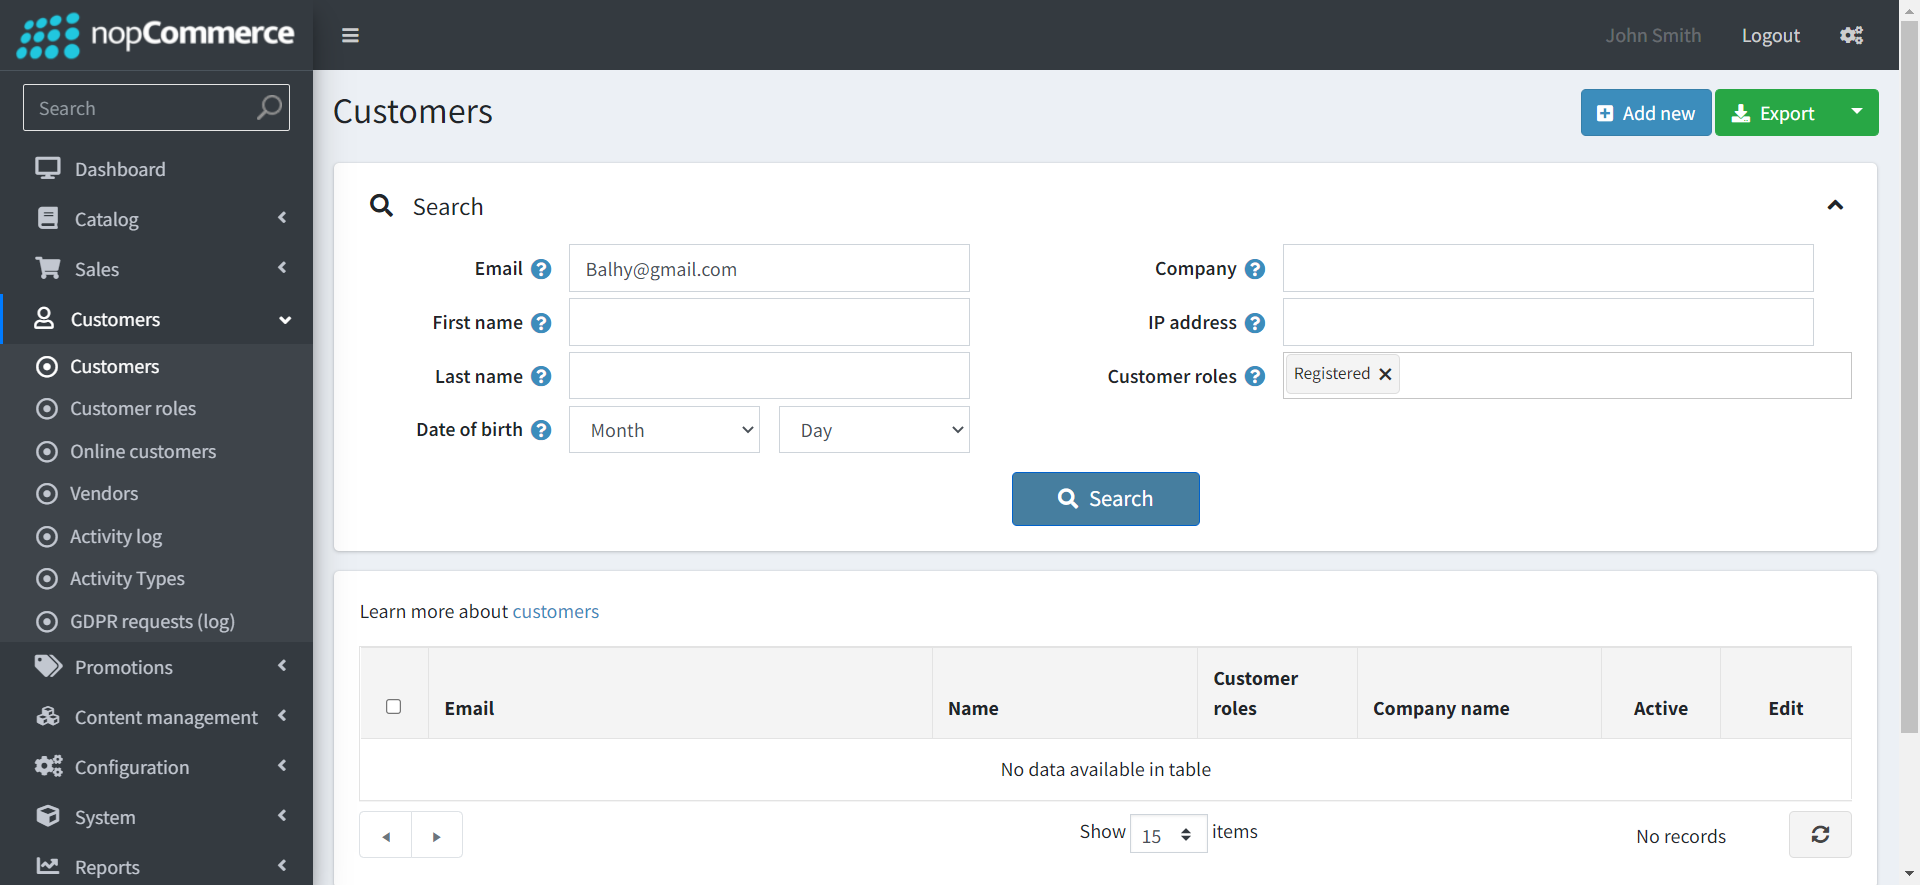 nopCommerce
John Smith
Logout
Search
Dashboard
Catalog
Sales
Customers
Customers
Customer roles
Online customers
Vendors
Activity log
Activity Types
GDPR requests (log)
Promotions
Content management
Configuration
System
Reports
Customers
Add new
Export
Search
Email ?
Balhy@gmail.com
Company ?
First name ?
IP address ?
Last name ?
Customer roles ?
Registered
Date of birth ?
Month
Day
Search
Learn more about customers
Email
Name
Customer
roles
Company name
Active
Edit
No data available in table
Show 15 items
No records